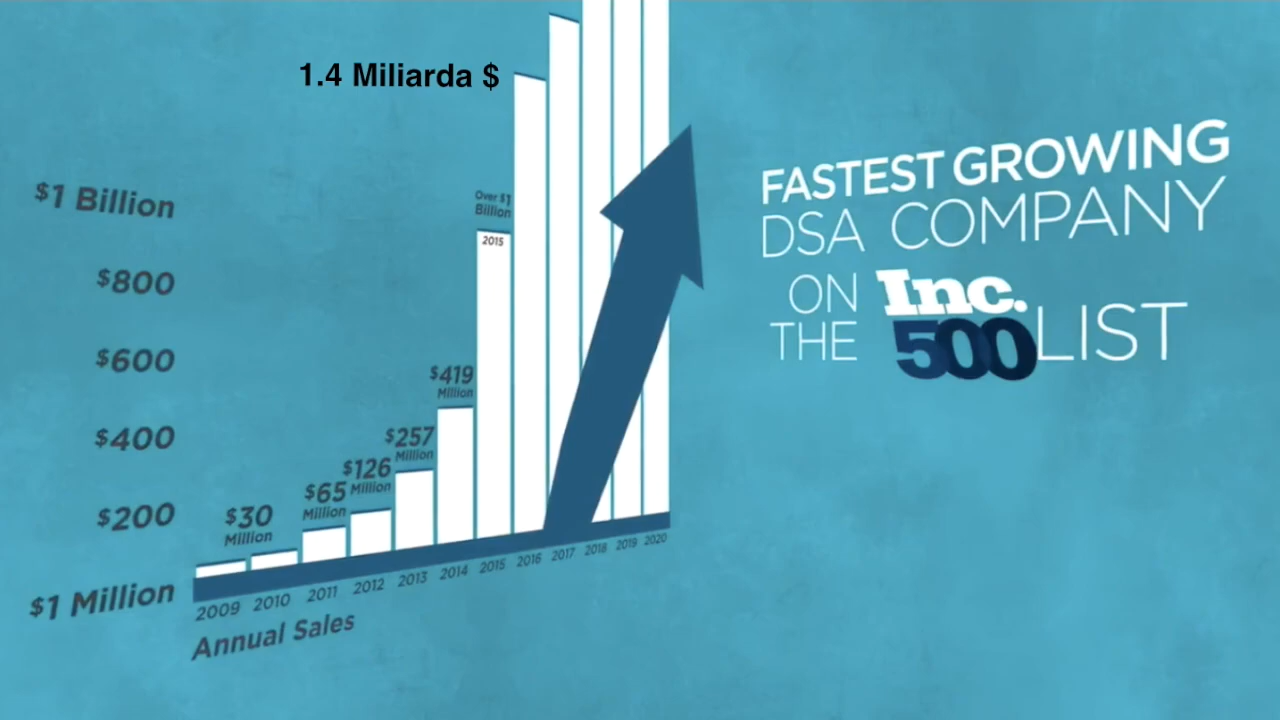 1.4 Miliarda $
$1 Billion
$800
$600
$400
$200
$1 Million
$30
Million
$65
Million
$126
Million
$257
Million
$419
Million
Over $1
Billion
2015
2009 2010 2011 2012 2013 2014 2015 2016 2017 2018 2019 2020
Annual Sales
FASTEST GROWING
DSA COMPANY
ON THE Inc. 500 LIST